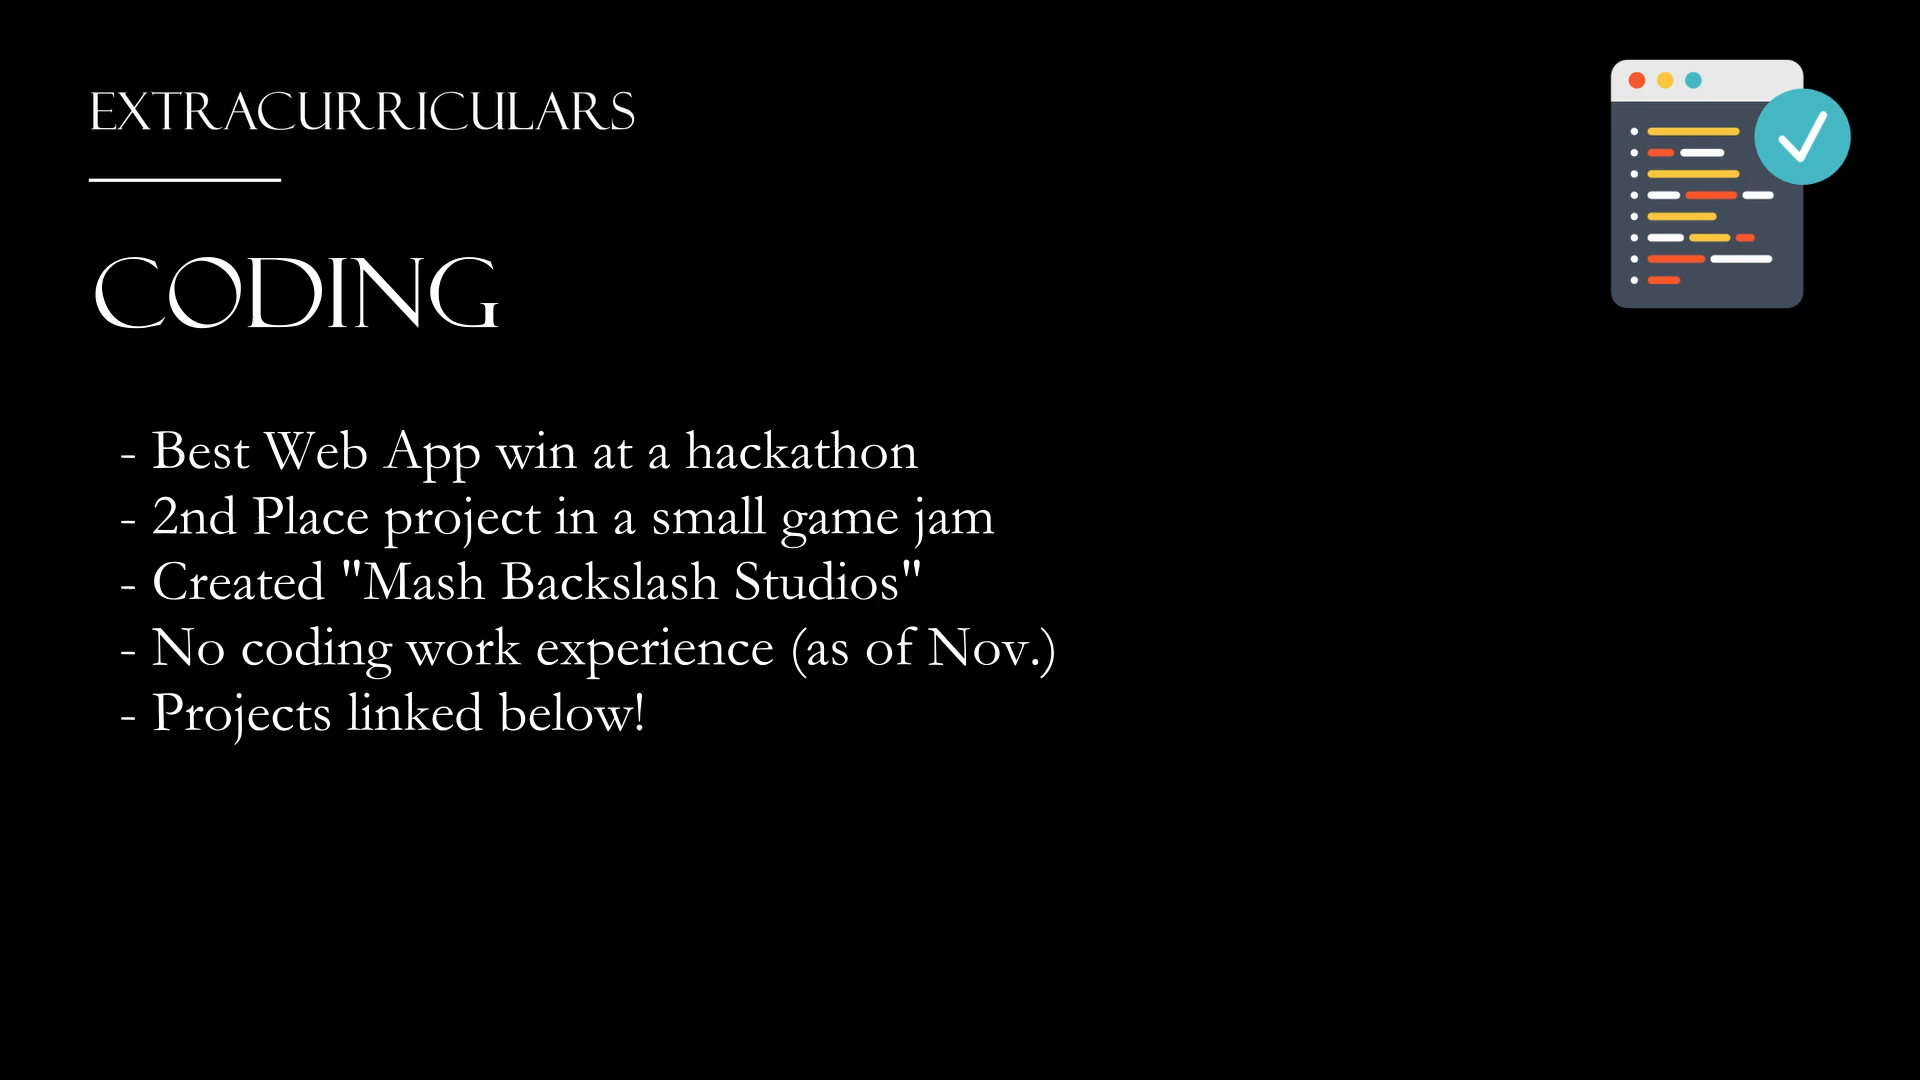 EXTRACURRICULARS
CODING
- Best Web App win at a hackathon
- 2nd Place project in a small game jam
- Created "Mash Backslash Studios"
- No coding work experience (as of Nov.)
- Projects linked below!